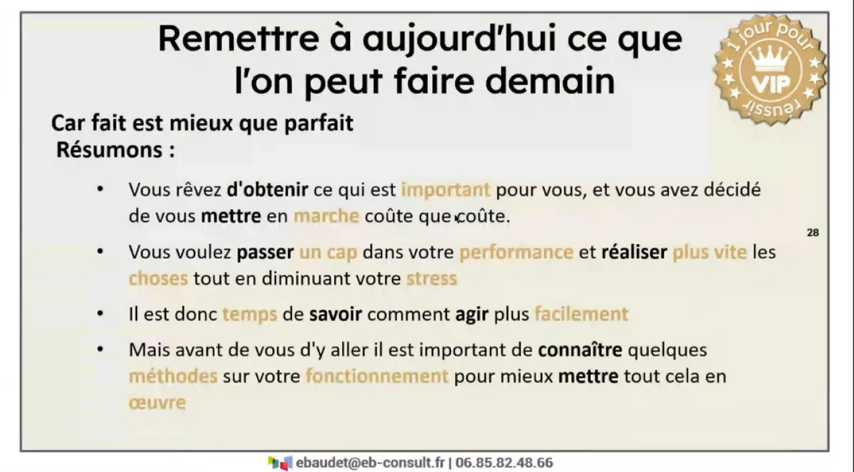 Remettre à aujourd'hui ce que
l'on peut faire demain
1 jour pour
VIP
réussir
Car fait est mieux que parfait
Résumons :
• Vous rêvez d'obtenir ce qui est important pour vous, et vous avez décidé
de vous mettre en marche coûte que coûte.
28
• Vous voulez passer un cap dans votre performance et réaliser plus vite les
choses tout en diminuant votre stress
• Il est donc temps de savoir comment agir plus facilement
• Mais avant de vous d'y aller il est important de connaître quelques
méthodes sur votre fonctionnement pour mieux mettre tout cela en
œuvre
ebaudet@eb-consult.fr | 06.85.82.48.66